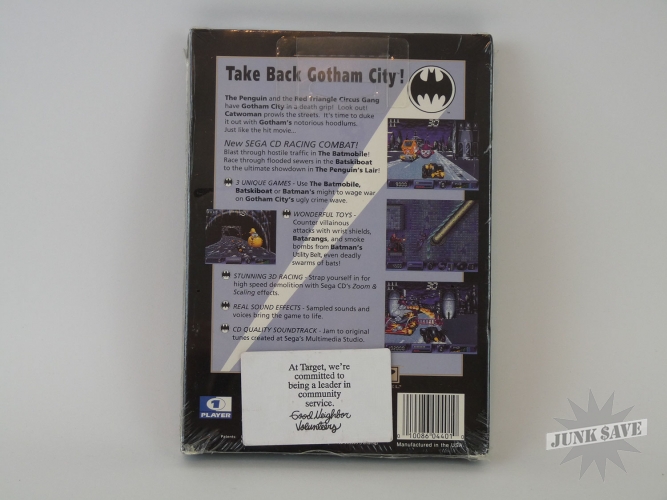 Take Back Gotham City!
The Penguin and the Red Triangle Circus Gang
have Gotham City in a death grip! Look out!
Catwoman prowls the streets. It's time to duke
it out with Gotham's notorious hoodlums.
Just like the hit movie...
New SEGA CD RACING COMBAT!
Blast through hostile traffic in The Batmobile!
Race through flooded sewers in the Batskiboat
to the ultimate showdown in The Penguin's Lair!
3 UNIQUE GAMES - Use The Batmobile,
Batskiboat or Batman's might to wage war
on Gotham City's ugly crime wave.
WONDERFUL TOYS -
Counter villainous
attacks with wrist shields,
Batarangs, and smoke
bombs from Batman's
Utility Belt, even deadly
swarms of bats!
STUNNING 3D RACING - Strap yourself in for
high speed demolition with Sega CD's Zoom &
Scaling effects.
REAL SOUND EFFECTS - Sampled sounds and
voices bring the game to life.
CD QUALITY SOUNDTRACK - Jam to original
tunes created at Sega's Multimedia Studio.
At Target, we're
committed to
being a leader in
community
service.
Good Neighbor
Volunteers
1
PLAYER
Patents:
0 10086 04401 0
Manufactured in the USA
JUNK SAVE